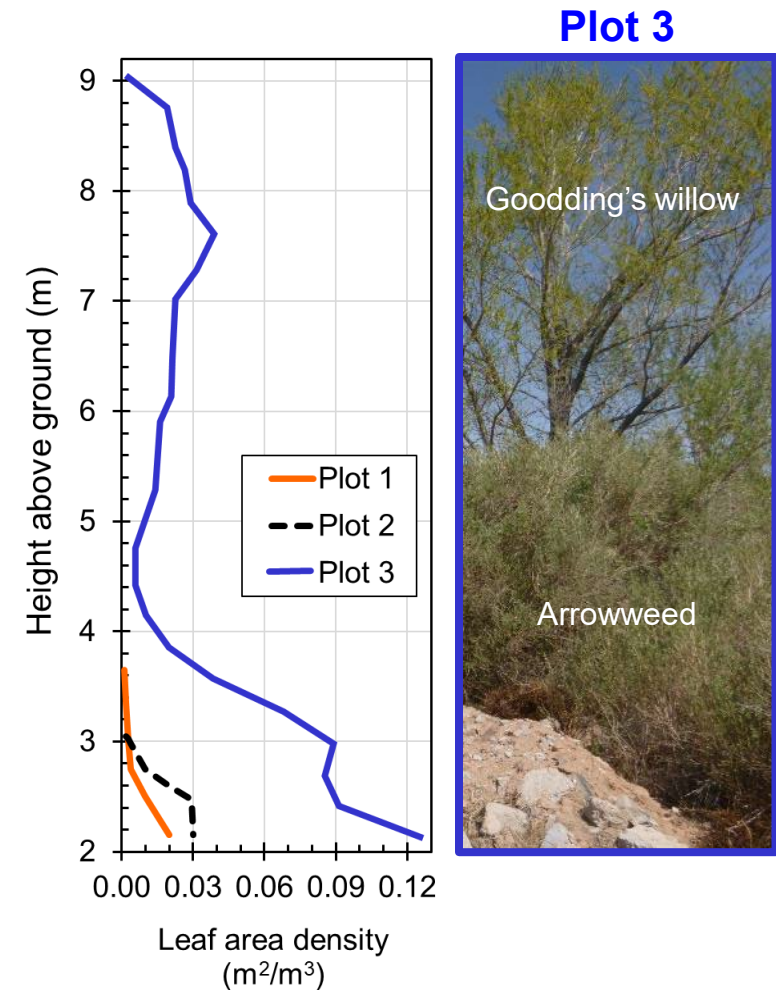 Plot 3
9
8
7
6
5
4
3
2
Height above ground (m)
Plot 1
Plot 2
Plot 3
0.00 0.03 0.06 0.09 0.12
Leaf area density
(m²/m³)
Goodding's willow
Arrowweed